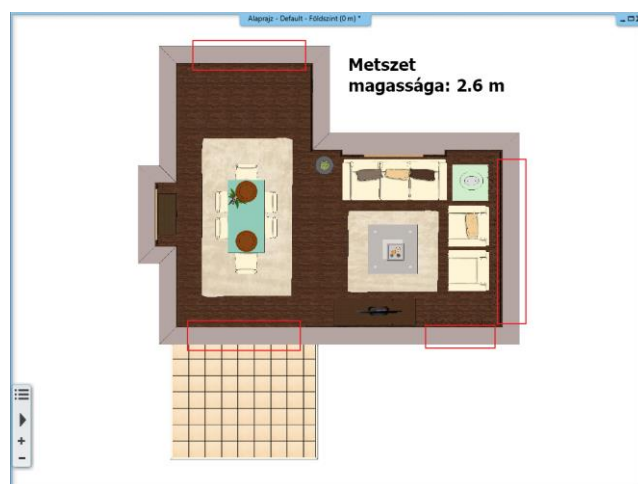 Alaprajz - Default - Földszint (0 m) *
Metszet
magassága: 2.6 m